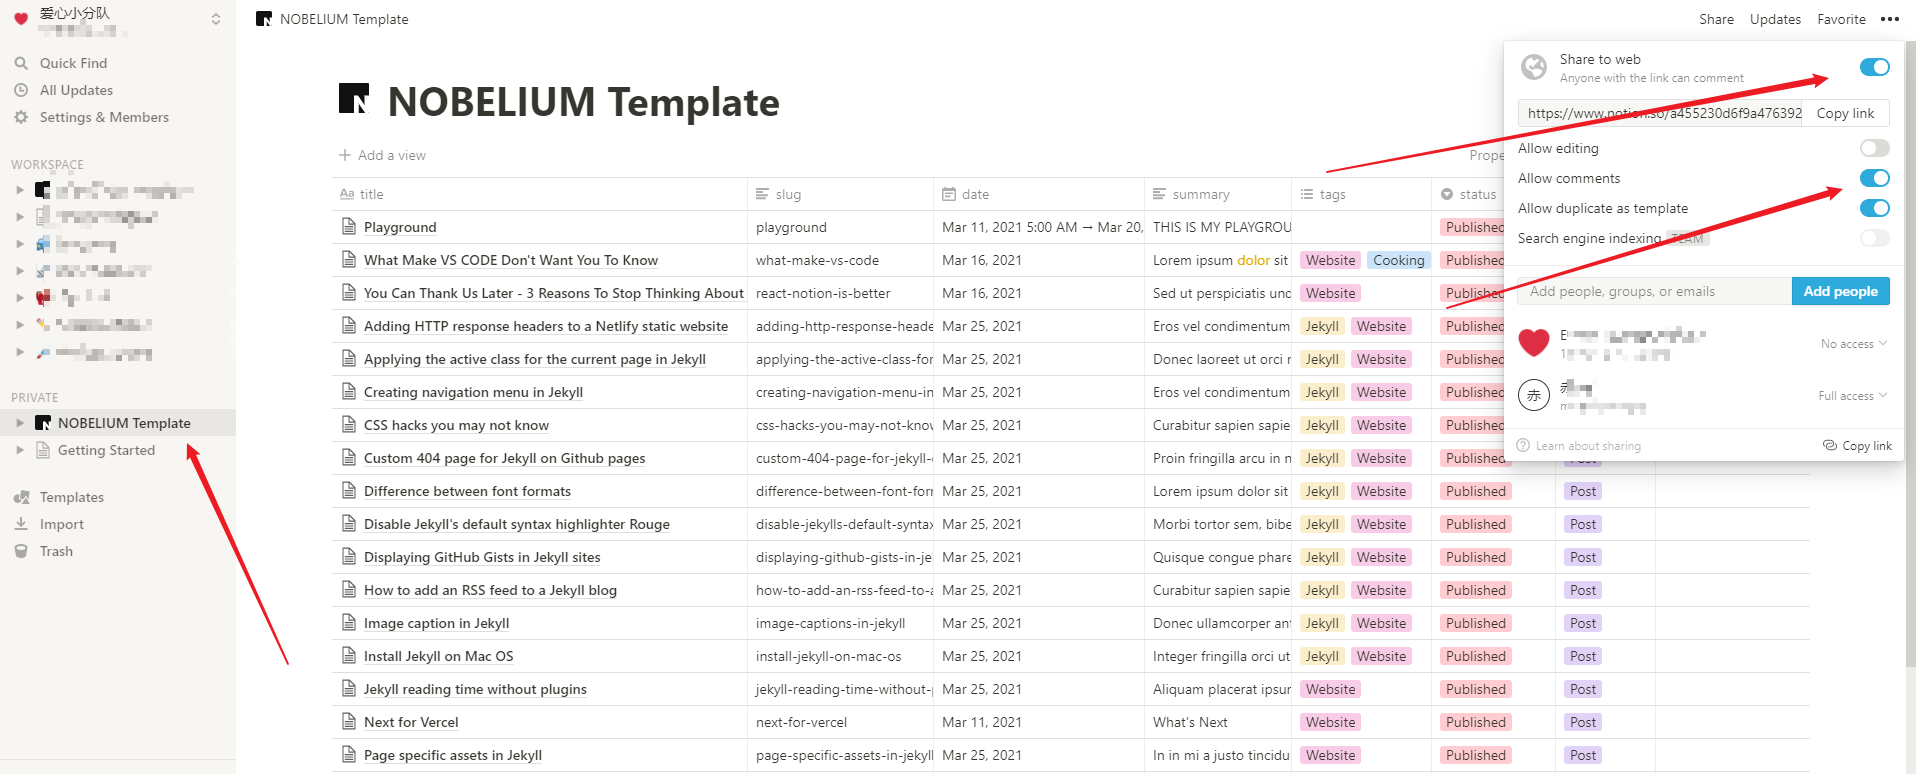 爱心小分队
Quick Find
All Updates
Settings & Members
WORKSPACE
PRIVATE
NOBELIUM Template
Getting Started
Templates
Import
Trash
NOBELIUM Template
Share Updates Favorite •••
NOBELIUM Template
Add a view
Prope
Aa title slug date summary tags status
Playground playground Mar 11, 2021 5:00 AM → Mar 20, THIS IS MY PLAYGROU Published
What Make VS CODE Don't Want You To Know what-make-vs-code Mar 16, 2021 Lorem ipsum dolor sit Website Cooking Published
You Can Thank Us Later - 3 Reasons To Stop Thinking About react-notion-is-better Mar 16, 2021 Sed ut perspiciatis und Website Published
Adding HTTP response headers to a Netlify static website adding-http-response-heade Mar 25, 2021 Eros vel condimentum Jekyll Website Published
Applying the active class for the current page in Jekyll applying-the-active-class-for Mar 25, 2021 Donec laoreet ut orci r Jekyll Website Published
Creating navigation menu in Jekyll creating-navigation-menu-in Mar 25, 2021 Eros vel condimentum Jekyll Website Published
CSS hacks you may not know css-hacks-you-may-not-know Mar 25, 2021 Curabitur sapien sapien Jekyll Website Published
Custom 404 page for Jekyll on Github pages custom-404-page-for-jekyll-c Mar 25, 2021 Proin fringilla arcu in n Jekyll Website Published Post
Difference between font formats difference-between-font-forr Mar 25, 2021 Lorem ipsum dolor sit Jekyll Website Published Post
Disable Jekyll's default syntax highlighter Rouge disable-jekylls-default-syntax Mar 25, 2021 Morbi tortor sem, bibe Jekyll Website Published Post
Displaying GitHub Gists in Jekyll sites displaying-github-gists-in-je Mar 25, 2021 Quisque congue phare Jekyll Website Published Post
How to add an RSS feed to a Jekyll blog how-to-add-an-rss-feed-to-a Mar 25, 2021 Curabitur sapien sapie Jekyll Website Published Post
Image caption in Jekyll image-captions-in-jekyll Mar 25, 2021 Donec ullamcorper ant Jekyll Website Published Post
Install Jekyll on Mac OS install-jekyll-on-mac-os Mar 25, 2021 Integer fringilla orci ut Jekyll Website Published Post
Jekyll reading time without plugins jekyll-reading-time-without-p Mar 25, 2021 Aliquam placerat ipsur Website Published Post
Next for Vercel next-for-vercel Mar 11, 2021 What's Next Website Published Post
Page specific assets in Jekyll page-specific-assets-in-jekyll Mar 25, 2021 In in mi a justo tincidu Website Published Post
Share to web
Anyone with the link can comment
https://www.notion.so/a455230d6f9a476392 Copy link
Allow editing
Allow comments
Allow duplicate as template
Search engine indexing TEAM
Add people, groups, or emails Add people
No access
赤
Full access
Learn about sharing Copy link